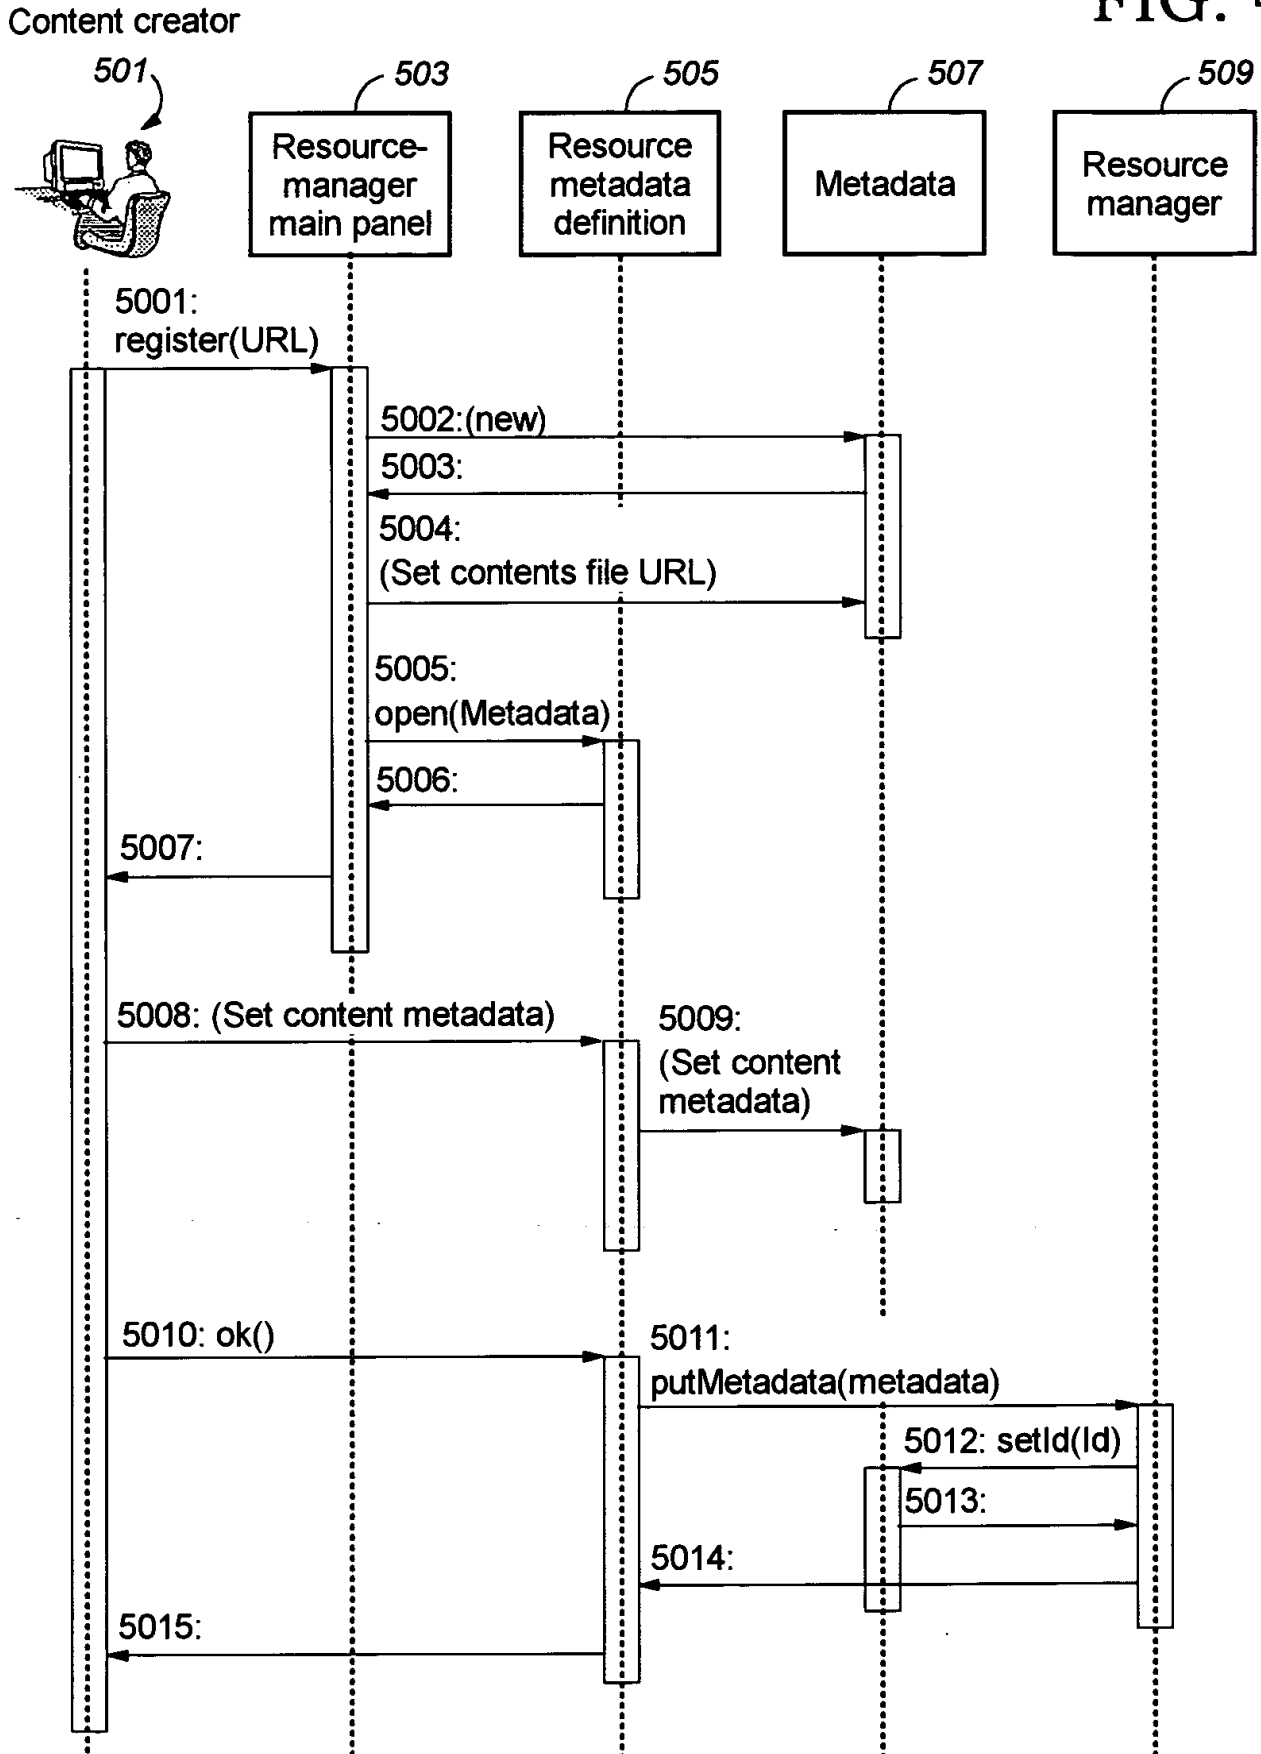 FIG.
Content creator
501
503
505
507
509
Resource-
manager
main panel
Resource
metadata
definition
Metadata
Resource
manager
5001:
register(URL)
5002:(new)
5003:
5004:
(Set contents file URL)
5005:
open(Metadata)
5006:
5007:
5008: (Set content metadata)
5009:
(Set content
metadata)
5010: ok()
5011:
putMetadata(metadata)
5012: setId(Id)
5013:
5014:
5015: